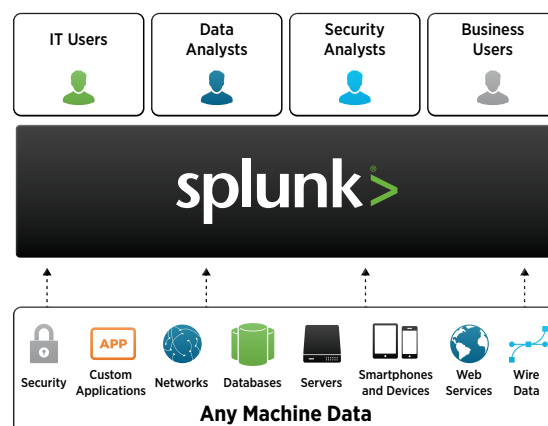 IT Users
Data
Analysts
Security
Analysts
Business
Users
splunk>®
APP
Security
Custom
Applications
Networks
Databases
Servers
Smartphones
and Devices
Web
Services
Wire
Data
Any Machine Data